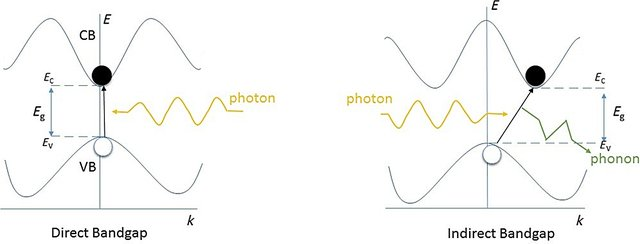 E
CB
Ec
Eg
photon
Ev
VB
k
Direct Bandgap
E
Ec
photon
Eg
Ev
phonon
k
Indirect Bandgap